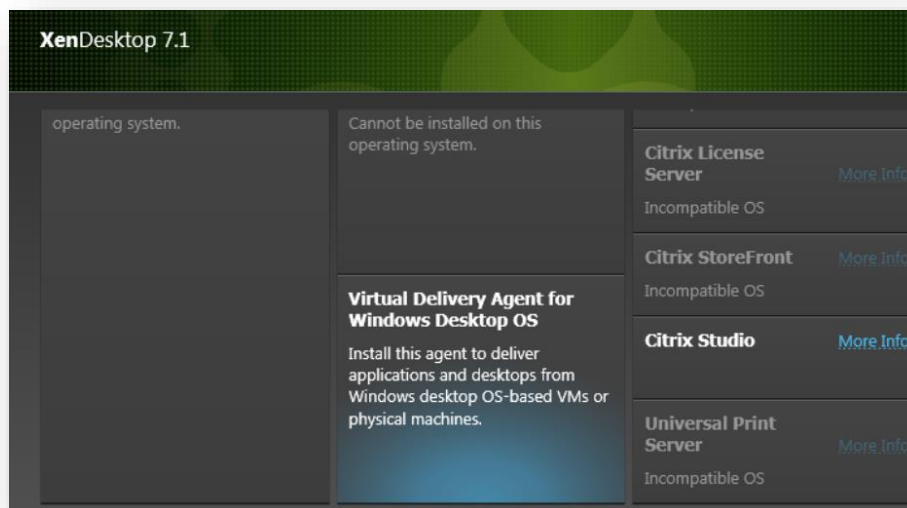 XenDesktop 7.1
operating system.
Cannot be installed on this
operating system.
Virtual Delivery Agent for
Windows Desktop OS
Install this agent to deliver
applications and desktops from
Windows desktop OS-based VMs or
physical machines.
Citrix License
Server
More Info
Incompatible OS
Citrix StoreFront
More Info
Incompatible OS
Citrix Studio
More Info
Universal Print
Server
More Info
Incompatible OS